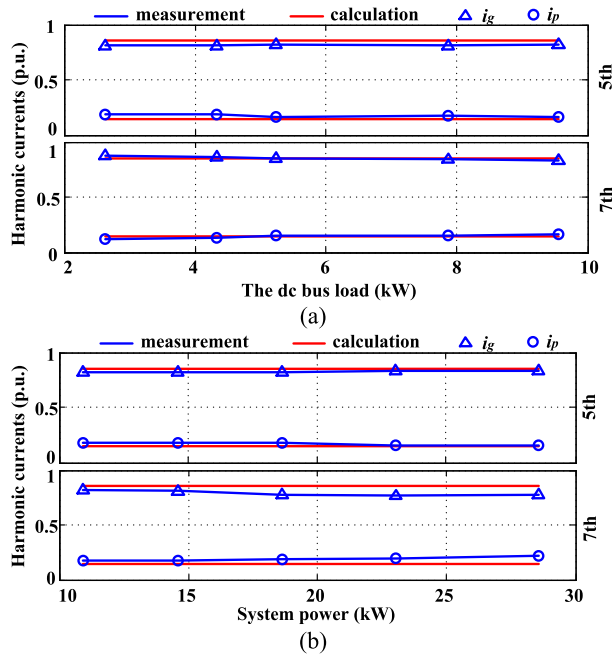 measurement calculation ig ip
Harmonic currents (p.u.)
1
0.5
0
5th
1
0.5
0
7th
2 4 6 8 10
The dc bus load (kW)
(a)
measurement calculation ig ip
Harmonic currents (p.u.)
1
0.5
0
5th
1
0.5
0
7th
10 15 20 25 30
System power (kW)
(b)